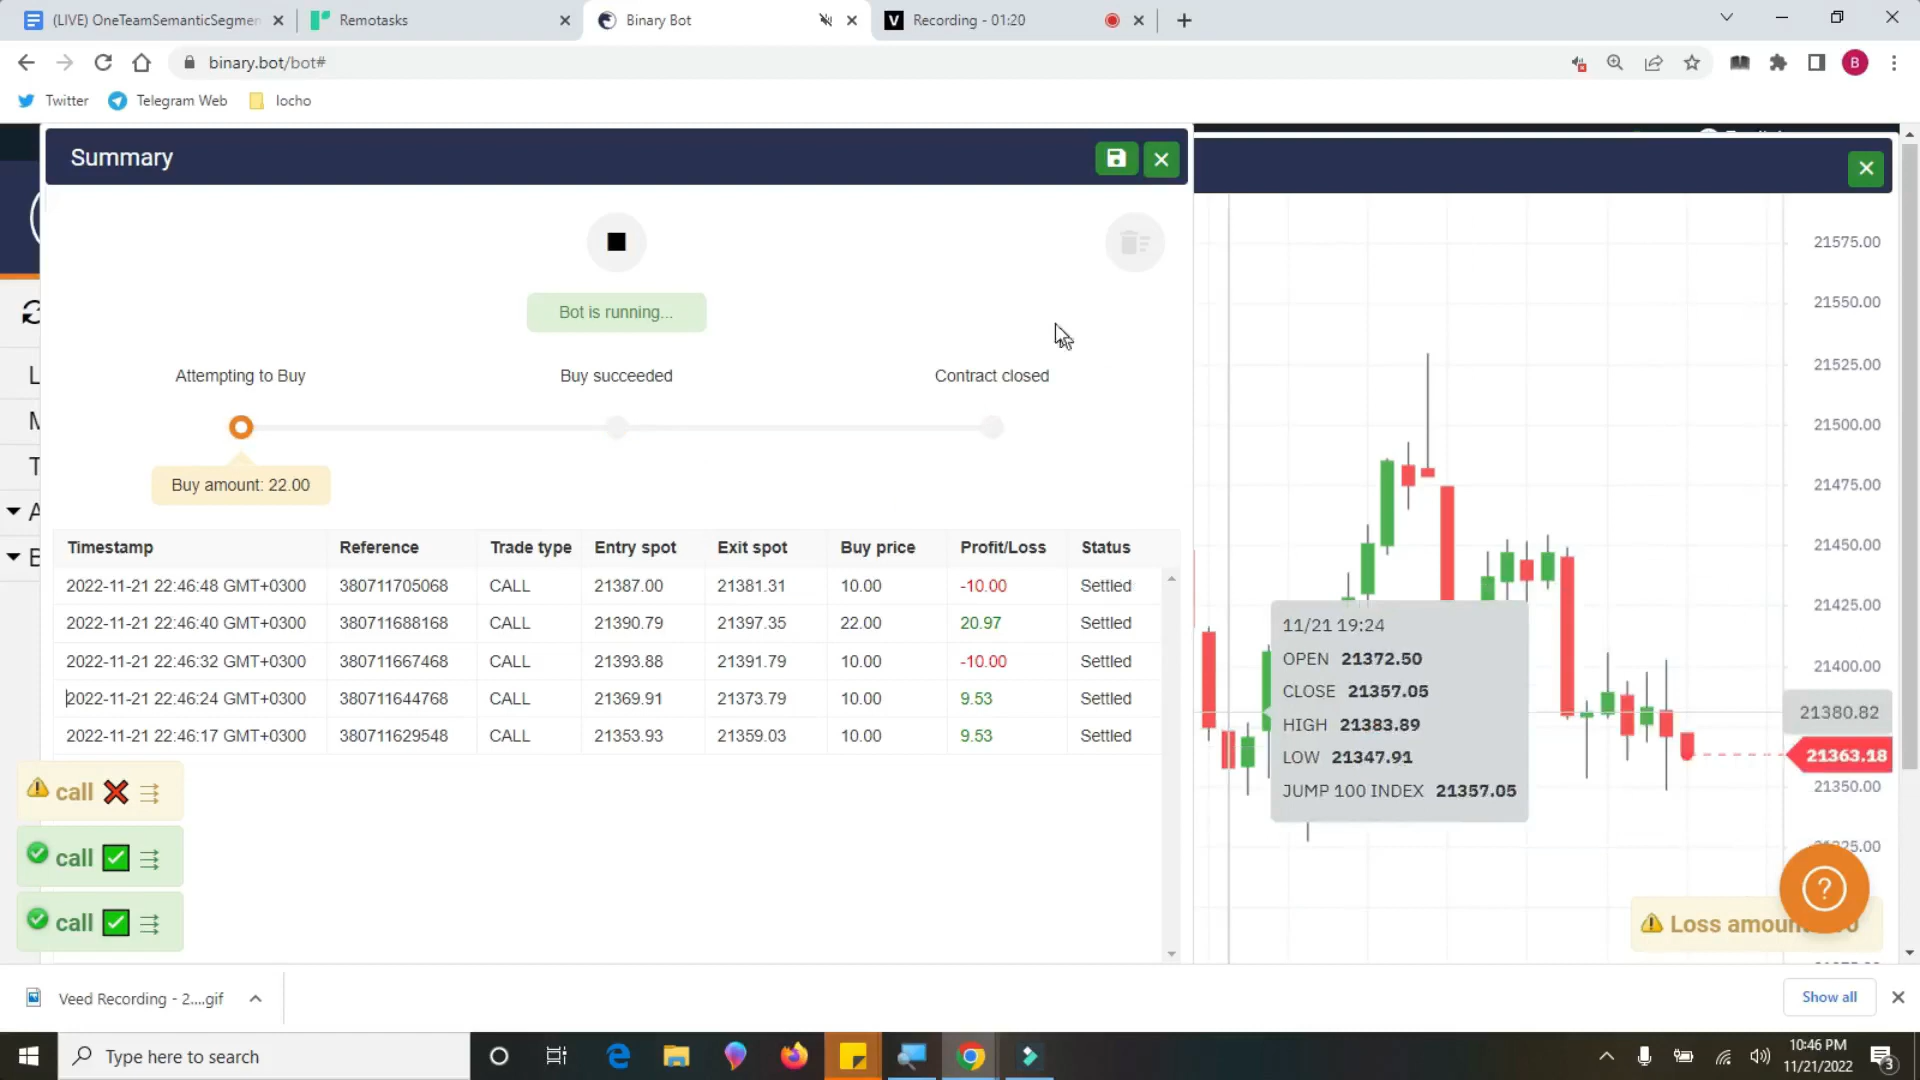 (LIVE) OneTeamSemanticSegmen
Remotasks
Binary Bot
Recording - 01:20
binary.bot/bot#
B
Twitter
Telegram Web
locho
Summary
Bot is running...
Attempting to Buy
Buy succeeded
Contract closed
Buy amount: 22.00
Timestamp Reference Trade type Entry spot Exit spot Buy price Profit/Loss Status
2022-11-21 22:46:48 GMT+0300 380711705068 CALL 21387.00 21381.31 10.00 -10.00 Settled
2022-11-21 22:46:40 GMT+0300 380711688168 CALL 21390.79 21397.35 22.00 20.97 Settled
2022-11-21 22:46:32 GMT+0300 380711667468 CALL 21393.88 21391.79 10.00 -10.00 Settled
2022-11-21 22:46:24 GMT+0300 380711644768 CALL 21369.91 21373.79 10.00 9.53 Settled
2022-11-21 22:46:17 GMT+0300 380711629548 CALL 21353.93 21359.03 10.00 9.53 Settled
call
call
call
21575.00
21550.00
21525.00
21500.00
21475.00
21450.00
21425.00
21400.00
21380.82
21363.18
21350.00
11/21 19:24
OPEN 21372.50
CLOSE 21357.05
HIGH 21383.89
LOW 21347.91
JUMP 100 INDEX 21357.05
?
Loss
Veed Recording - 2....gif
Show all
Type here to search
10:46 PM
11/21/2022
3